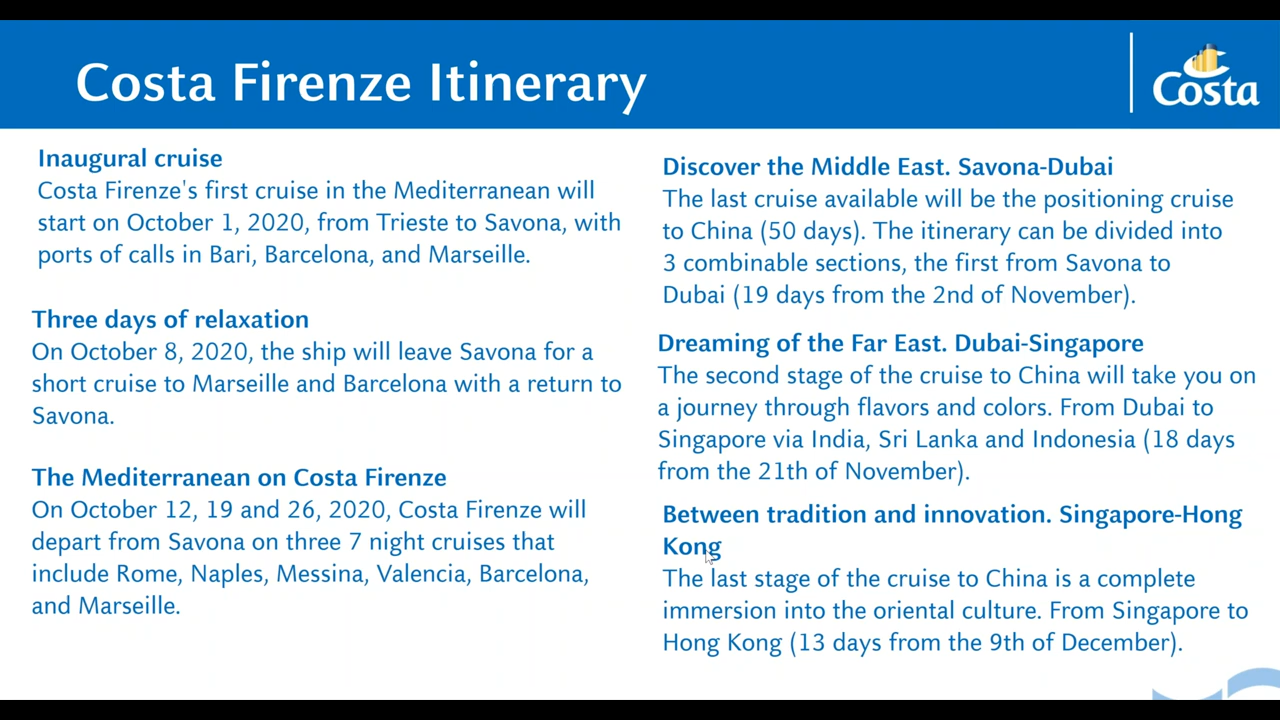 Costa Firenze Itinerary
Costa
Inaugural cruise
Costa Firenze's first cruise in the Mediterranean will
start on October 1, 2020, from Trieste to Savona, with
ports of calls in Bari, Barcelona, and Marseille.
Three days of relaxation
On October 8, 2020, the ship will leave Savona for a
short cruise to Marseille and Barcelona with a return to
Savona.
The Mediterranean on Costa Firenze
On October 12, 19 and 26, 2020, Costa Firenze will
depart from Savona on three 7 night cruises that
include Rome, Naples, Messina, Valencia, Barcelona,
and Marseille.
Discover the Middle East. Savona-Dubai
The last cruise available will be the positioning cruise
to China (50 days). The itinerary can be divided into
3 combinable sections, the first from Savona to
Dubai (19 days from the 2nd of November).
Dreaming of the Far East. Dubai-Singapore
The second stage of the cruise to China will take you on
a journey through flavors and colors. From Dubai to
Singapore via India, Sri Lanka and Indonesia (18 days
from the 21th of November).
Between tradition and innovation. Singapore-Hong
Kong
The last stage of the cruise to China is a complete
immersion into the oriental culture. From Singapore to
Hong Kong (13 days from the 9th of December).